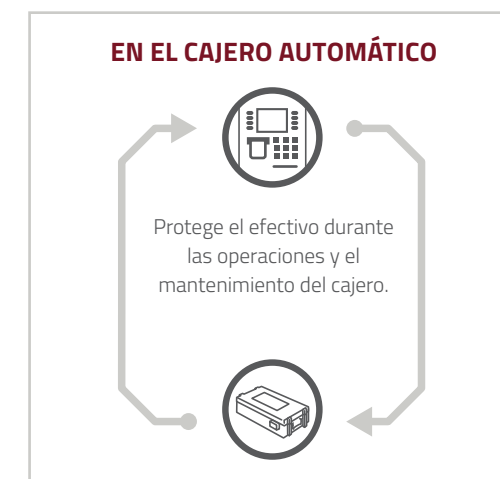 EN EL CAJERO AUTOMÁTICO
Protege el efectivo durante
las operaciones y el
mantenimiento del cajero.